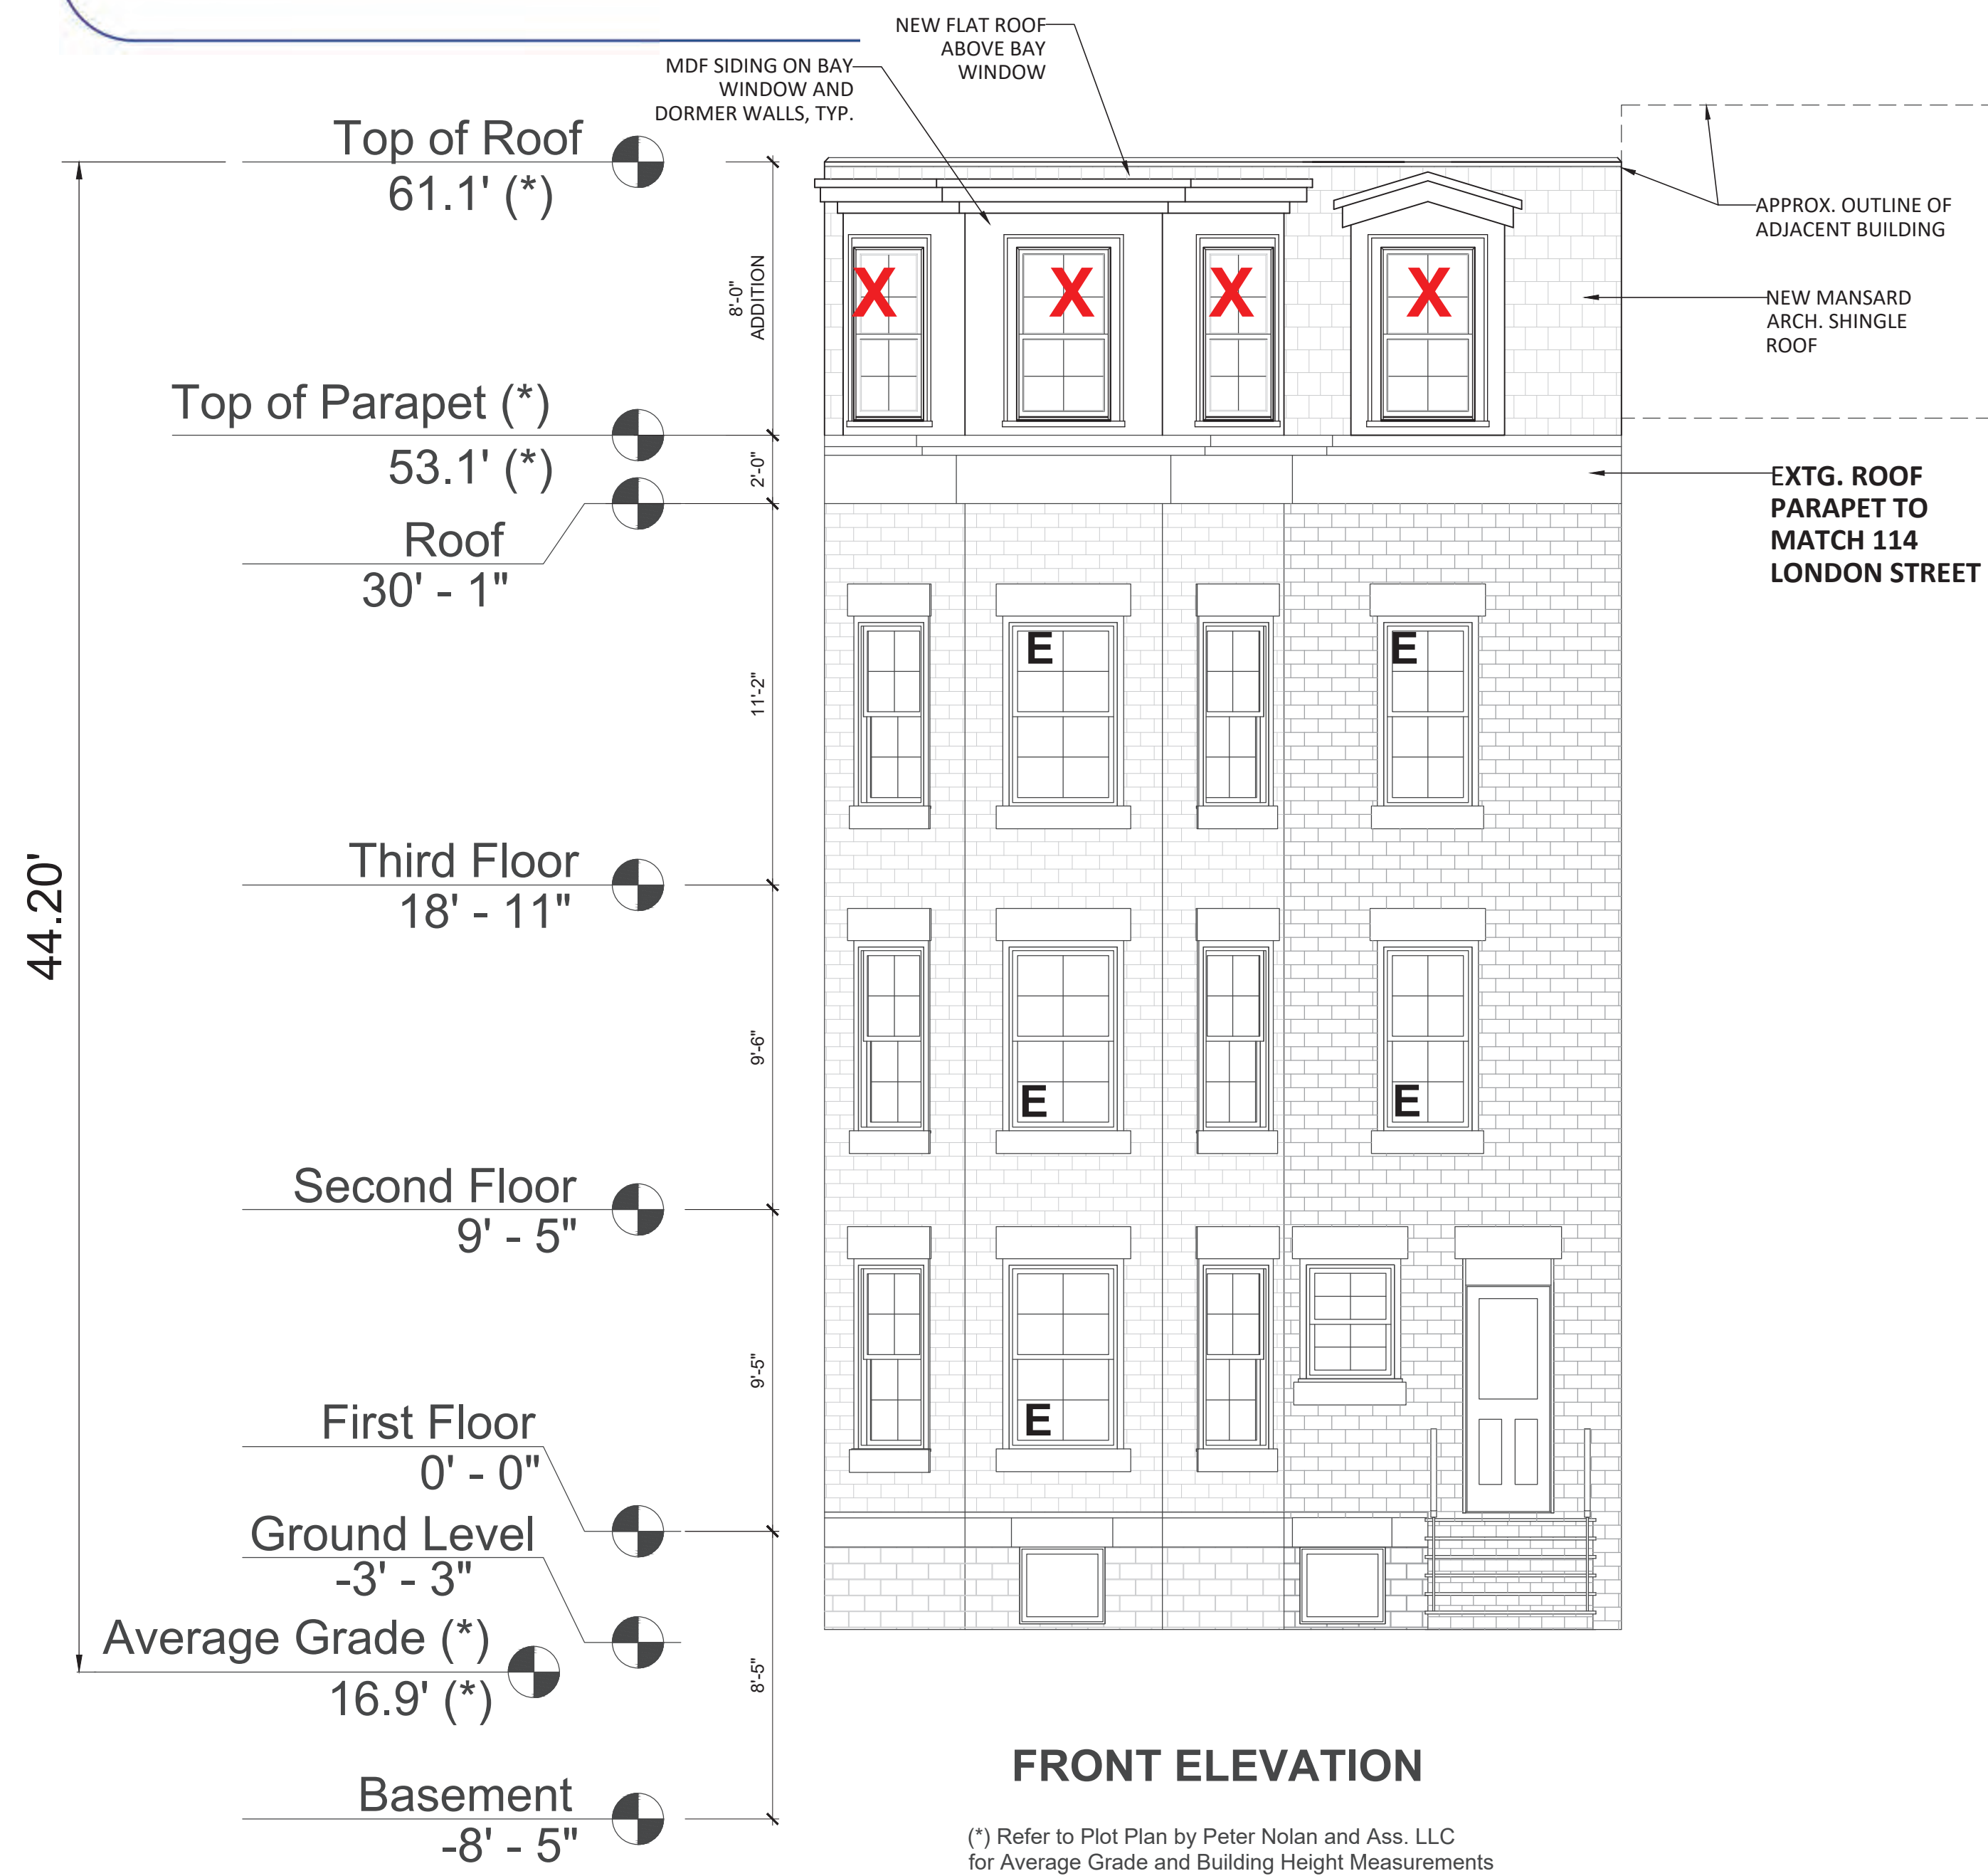 NEW FLAT ROOF
ABOVE BAY
WINDOW
MDF SIDING ON BAY
WINDOW AND
DORMER WALLS, TYP.
Top of Roof
61.1' (*)
APPROX. OUTLINE OF
ADJACENT BUILDING
8'-0"
ADDITION
X X X X
NEW MANSARD
ARCH. SHINGLE
ROOF
Top of Parapet (*)
53.1' (*)
2'-0"
EXTG. ROOF
PARAPET TO
MATCH 114
LONDON STREET
Roof
30' - 1"
E E
11'-2"
Third Floor
18' - 11"
44.20'
9'-6"
E E
Second Floor
9' - 5"
9'-5"
E
First Floor
0' - 0"
Ground Level
-3' - 3"
Average Grade (*)
16.9' (*)
8'-5"
Basement
-8' - 5"
FRONT ELEVATION
(*) Refer to Plot Plan by Peter Nolan and Ass. LLC
for Average Grade and Building Height Measurements